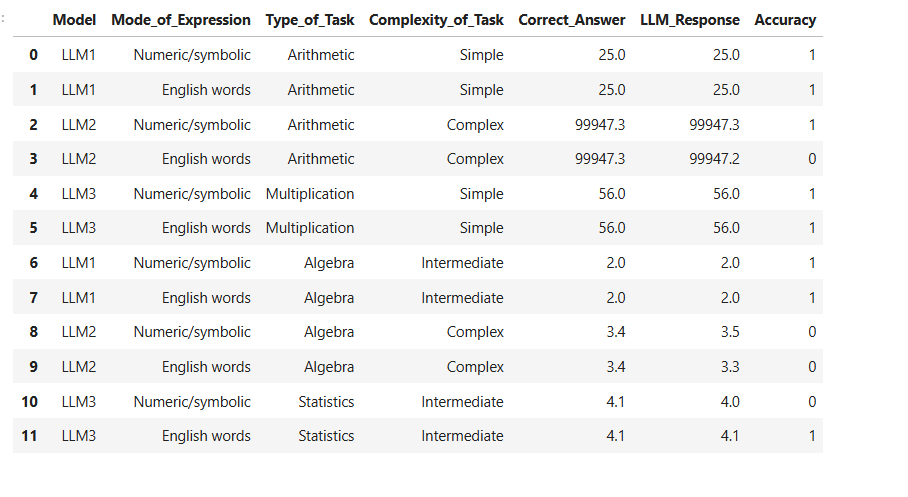 :
Model Mode_of_Expression Type_of_Task Complexity_of_Task Correct_Answer LLM_Response Accuracy
0 LLM1 Numeric/symbolic Arithmetic Simple 25.0 25.0 1
1 LLM1 English words Arithmetic Simple 25.0 25.0 1
2 LLM2 Numeric/symbolic Arithmetic Complex 99947.3 99947.3 1
3 LLM2 English words Arithmetic Complex 99947.3 99947.2 0
4 LLM3 Numeric/symbolic Multiplication Simple 56.0 56.0 1
5 LLM3 English words Multiplication Simple 56.0 56.0 1
6 LLM1 Numeric/symbolic Algebra Intermediate 2.0 2.0 1
7 LLM1 English words Algebra Intermediate 2.0 2.0 1
8 LLM2 Numeric/symbolic Algebra Complex 3.4 3.5 0
9 LLM2 English words Algebra Complex 3.4 3.3 0
10 LLM3 Numeric/symbolic Statistics Intermediate 4.1 4.0 0
11 LLM3 English words Statistics Intermediate 4.1 4.1 1